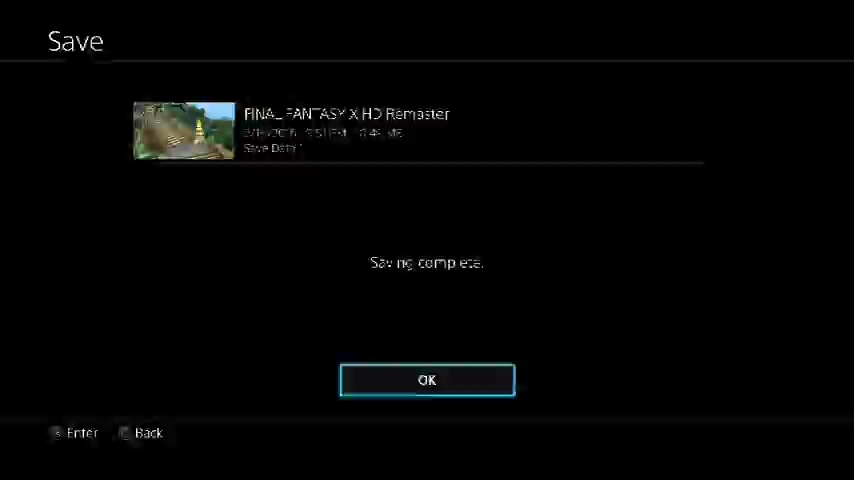 Save
FINAL FANTASY X HD Remaster
Save Data 1
Saving complete.
OK
Enter
Back